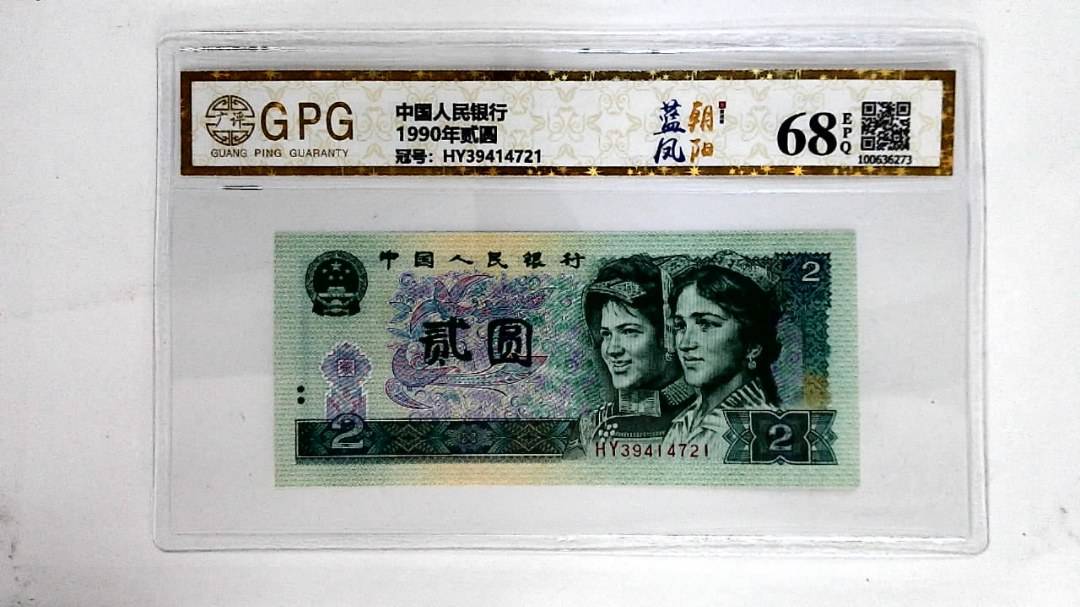 GPG
GUANG PING GUARANTY
中国人民银行
1990年贰圆
冠号：HY39414721
蓝凤
朝阳
68 EPQ
100636273
中国人民银行
2
贰圆
2
HY39414721
2